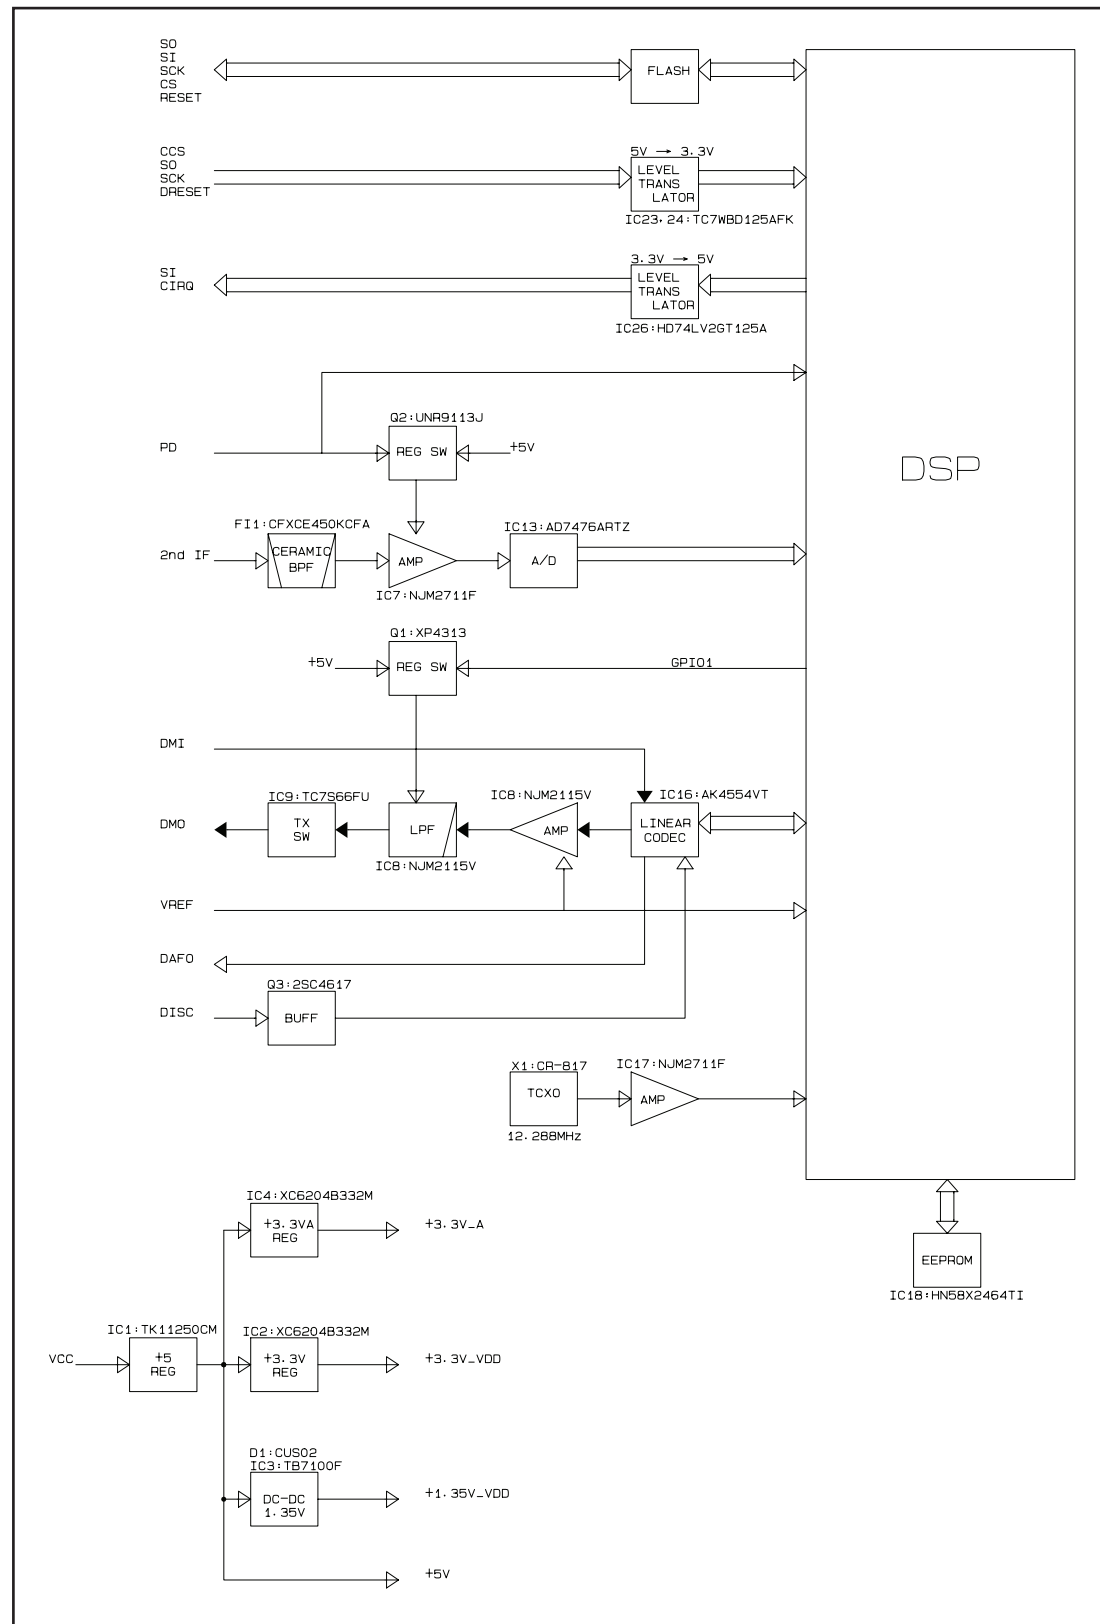 SO
SI
SCK
CS
RESET
FLASH
CCS
SO
SCK
DRESET
5V → 3.3V
LEVEL
TRANS
LATOR
IC23,24:TC7WBD125AFK
SI
CIRQ
3.3V → 5V
LEVEL
TRANS
LATOR
IC26:HD74LV2GT125A
DSP
Q2:UNR9113J
PD
REG SW
+5V
FI1:CFXCE450KCFA
IC13:AD7476ARTZ
2nd IF
CERAMIC
BPF
AMP
A/D
IC7:NJM2711F
Q1:XP4313
+5V
REG SW
GPIO1
DMI
IC9:TC7S66FU
IC8:NJM2115V
IC16:AK4554VT
DMO
TX
SW
LPF
AMP
LINEAR
CODEC
IC8:NJM2115V
VREF
DAFO
Q3:2SC4617
DISC
BUFF
X1:CR-817
IC17:NJM2711F
TCXO
AMP
12.288MHz
IC4:XC6204B332M
+3.3VA
REG
+3.3V_A
EEPROM
IC18:HN58X2464TI
IC1:TK11250CM
IC2:XC6204B332M
VCC
+5
REG
+3.3V
REG
+3.3V_VDD
D1:CUS02
IC3:TB7100F
DC-DC
1.35V
+1.35V_VDD
+5V